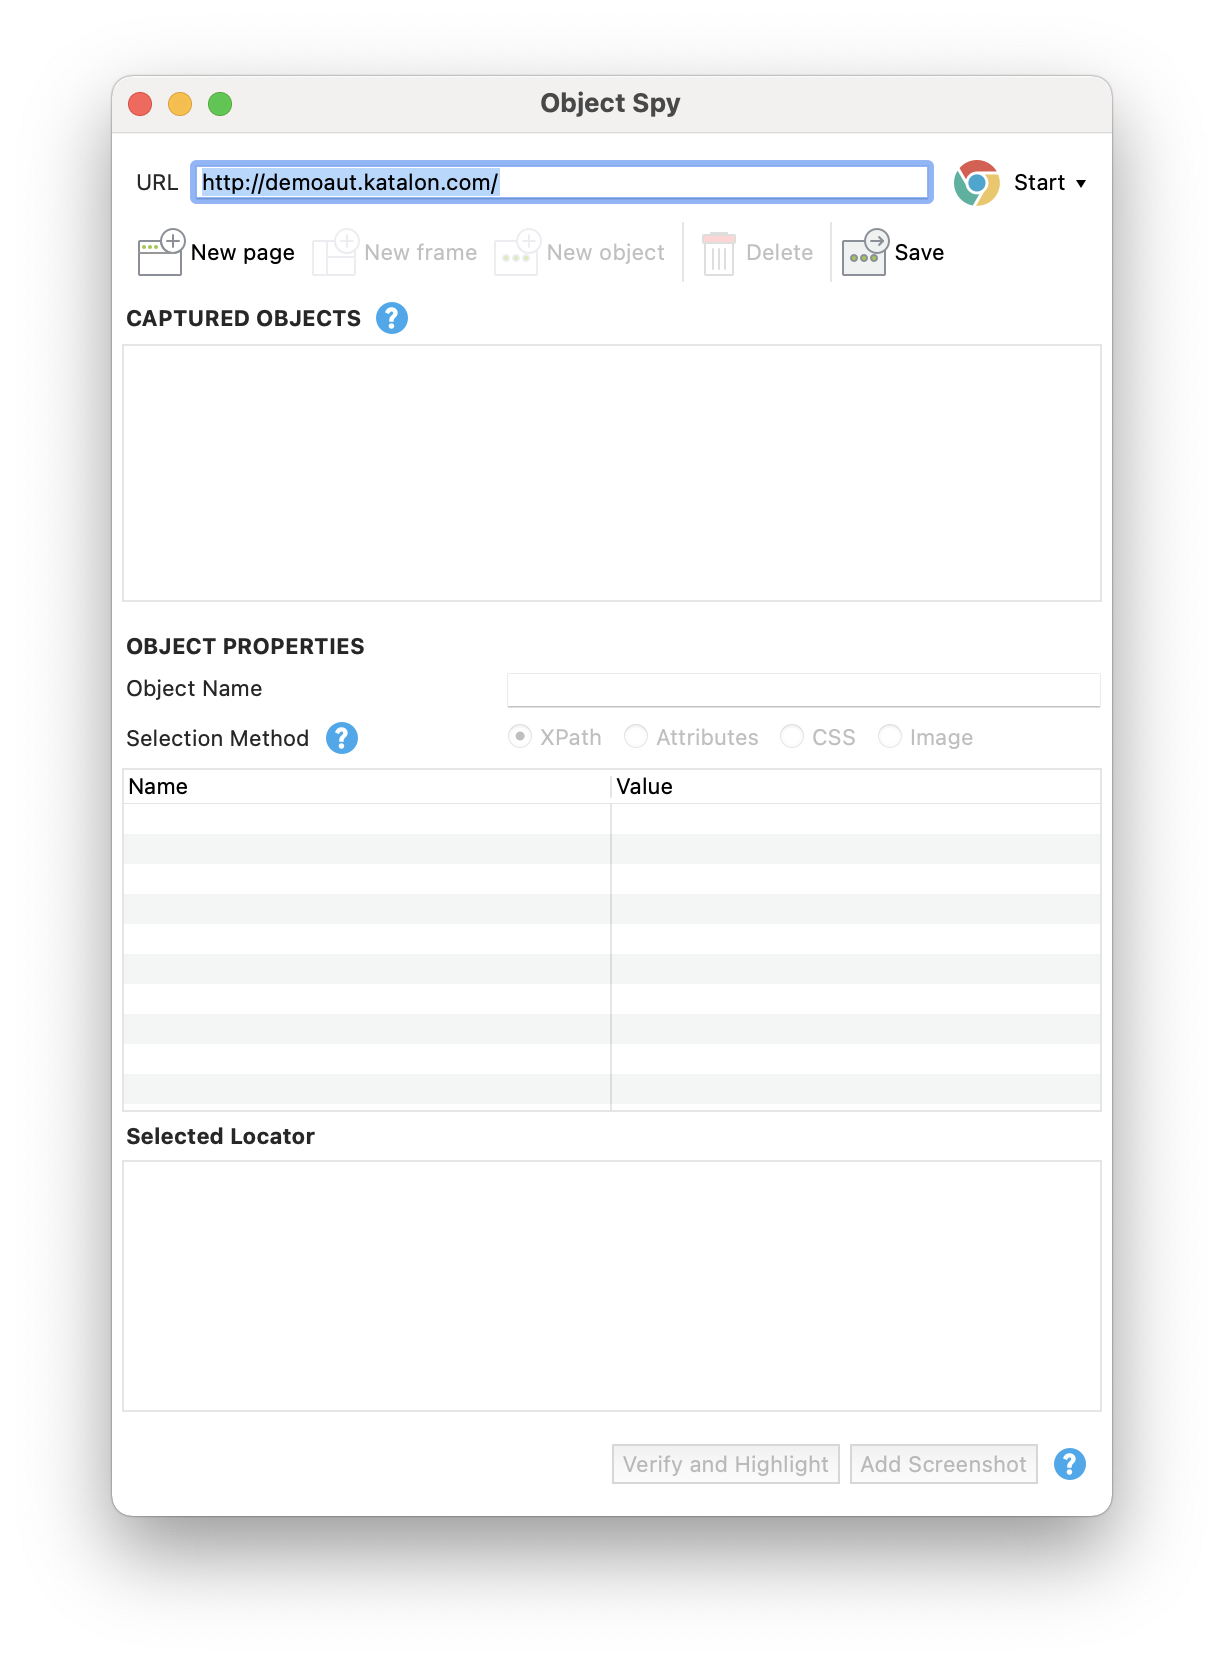 Object Spy
URL http://demoaut.katalon.com/ Start
New page New frame New object Delete Save
CAPTURED OBJECTS ?
OBJECT PROPERTIES
Object Name
Selection Method ? XPath Attributes CSS Image
Name Value
Selected Locator
Verify and Highlight Add Screenshot ?